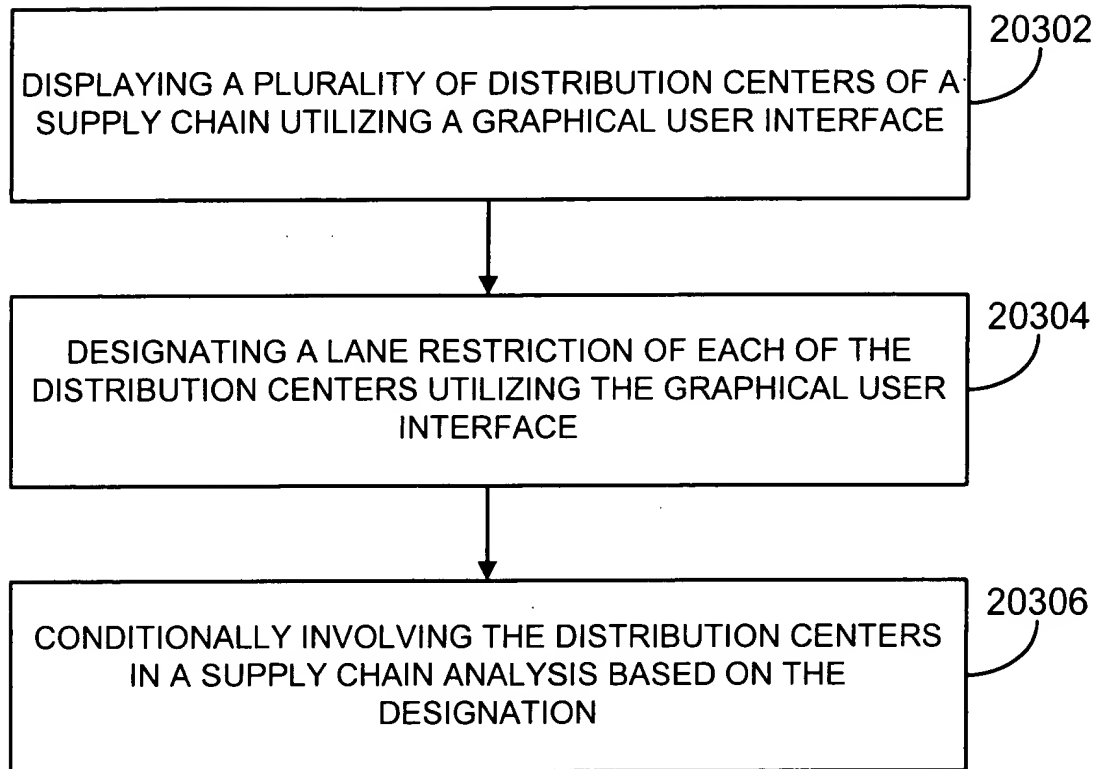 20302
DISPLAYING A PLURALITY OF DISTRIBUTION CENTERS OF A
SUPPLY CHAIN UTILIZING A GRAPHICAL USER INTERFACE
20304
DESIGNATING A LANE RESTRICTION OF EACH OF THE
DISTRIBUTION CENTERS UTILIZING THE GRAPHICAL USER
INTERFACE
20306
CONDITIONALLY INVOLVING THE DISTRIBUTION CENTERS
IN A SUPPLY CHAIN ANALYSIS BASED ON THE
DESIGNATION